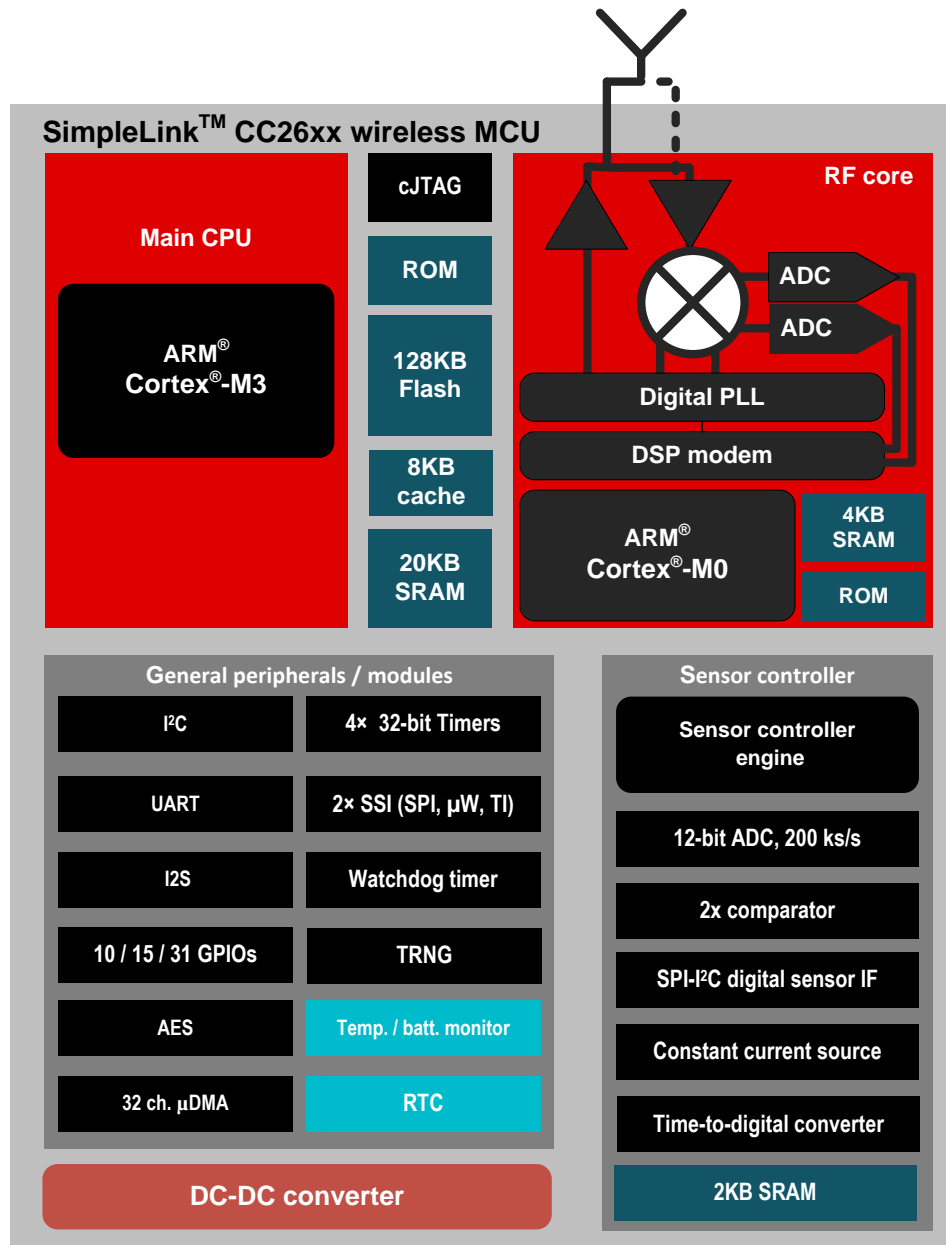 SimpleLink™ CC26xx wireless MCU
Main CPU
ARM®
Cortex®-M3
cJTAG
ROM
128KB
Flash
8KB
cache
20KB
SRAM
RF core
ADC
ADC
Digital PLL
DSP modem
ARM®
Cortex®-M0
4KB
SRAM
ROM
General peripherals / modules
I²C
4× 32-bit Timers
UART
2× SSI (SPI, µW, TI)
I2S
Watchdog timer
10 / 15 / 31 GPIOs
TRNG
AES
Temp. / batt. monitor
32 ch. µDMA
RTC
Sensor controller
Sensor controller
engine
12-bit ADC, 200 ks/s
2x comparator
SPI-I²C digital sensor IF
Constant current source
Time-to-digital converter
2KB SRAM
DC-DC converter